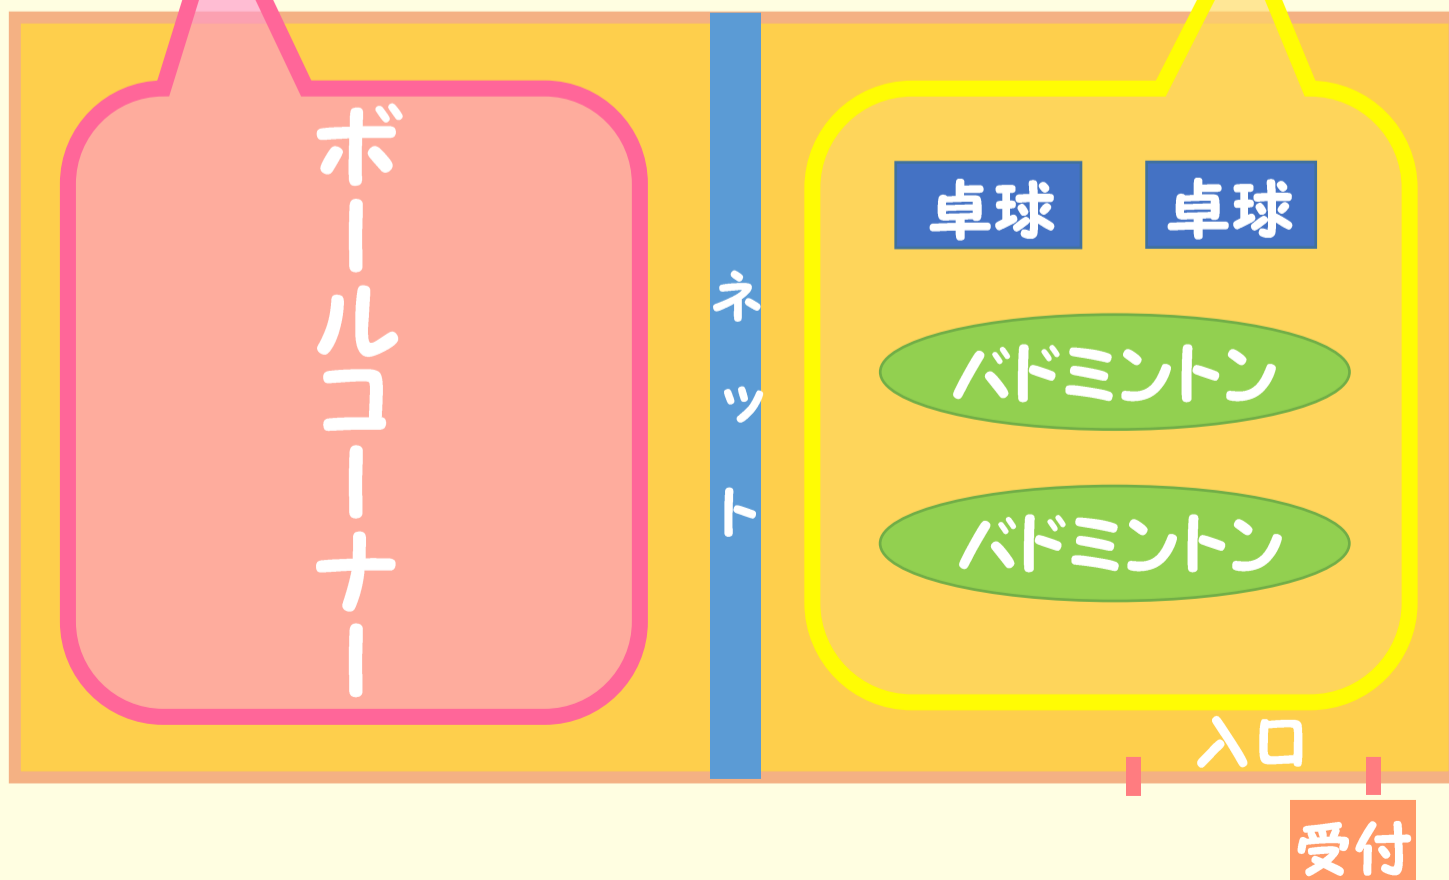 ボールコーナー
ネット
卓球
卓球
バドミントン
バドミントン
入口
受付